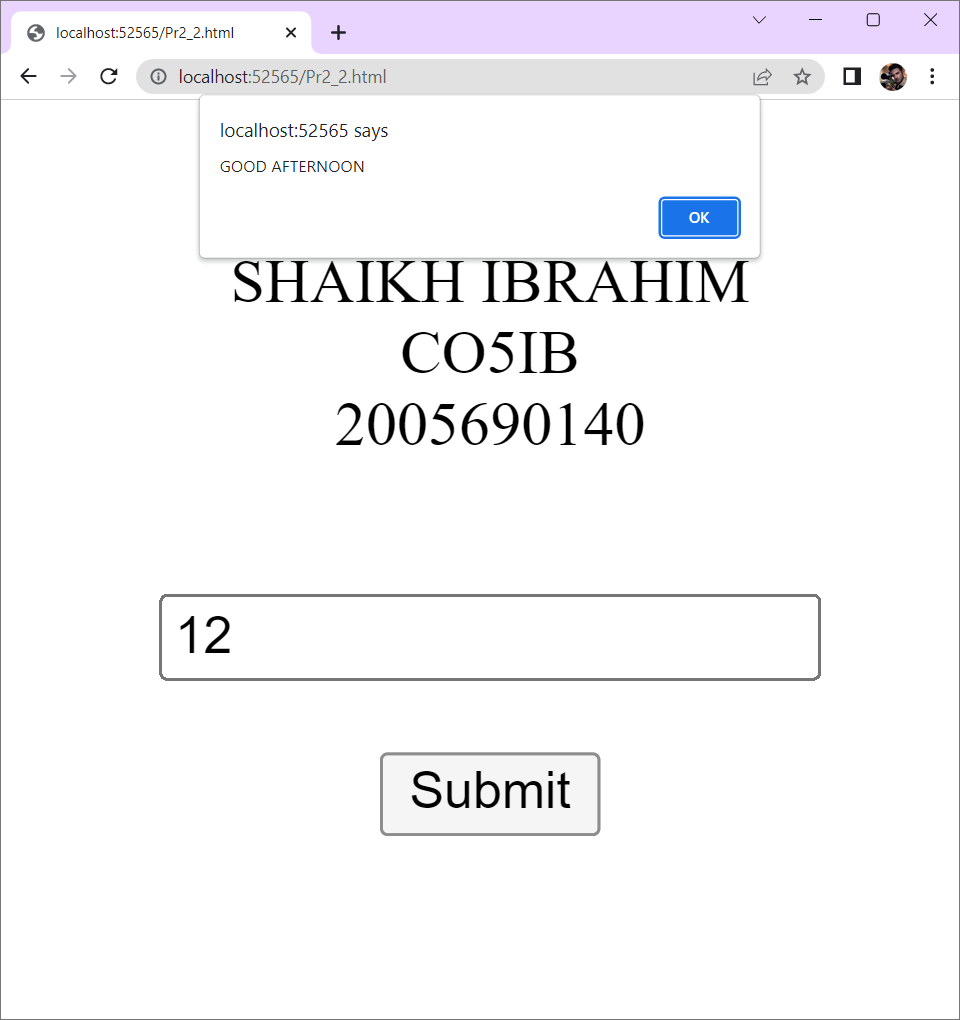 localhost:52565/Pr2_2.html
localhost:52565/Pr2_2.html
localhost:52565 says
GOOD AFTERNOON
OK
SHAIKH IBRAHIM
CO5IB
2005690140
12
Submit